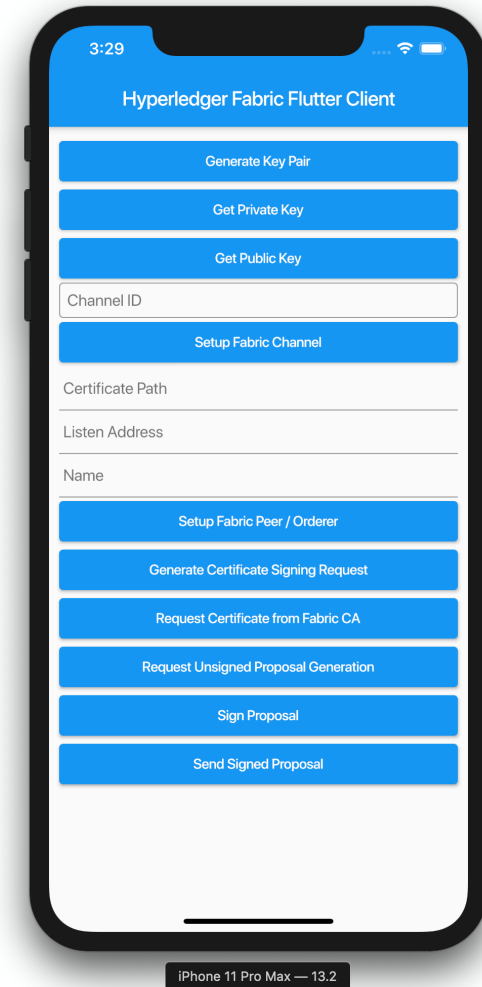 3:29
Hyperledger Fabric Flutter Client
Generate Key Pair
Get Private Key
Get Public Key
Channel ID
Setup Fabric Channel
Certificate Path
Listen Address
Name
Setup Fabric Peer / Orderer
Generate Certificate Signing Request
Request Certificate from Fabric CA
Request Unsigned Proposal Generation
Sign Proposal
Send Signed Proposal
iPhone 11 Pro Max — 13.2